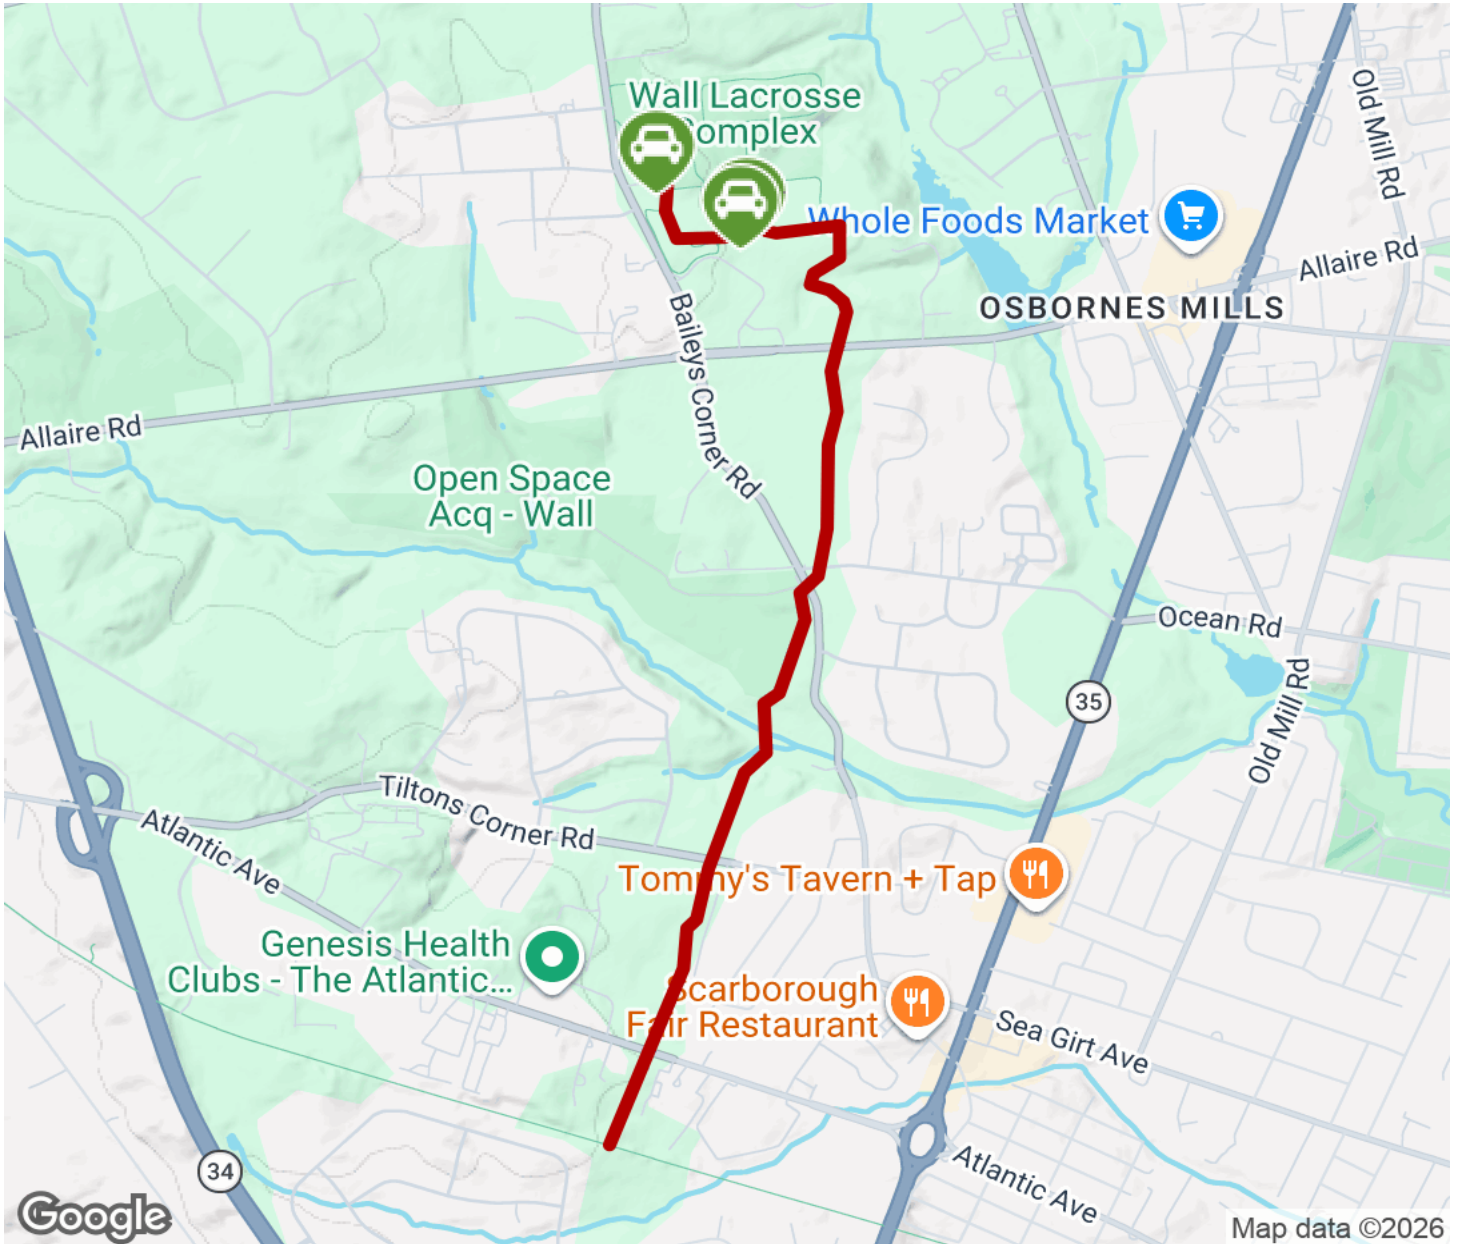 Wall Lacrosse
Complex
Old Mill Rd
Whole Foods Market
Allaire Rd
OSBORNES MILLS
Baileys Corner Rd
Allaire Rd
Open Space
Acq - Wall
Ocean Rd
35
Old Mill Rd
Tiltons Corner Rd
Atlantic Ave
Tommy's Tavern + Tap
Genesis Health
Clubs - The Atlantic...
Scarborough
Fair Restaurant
Sea Girt Ave
34
Atlantic Ave
Google
Map data ©2026